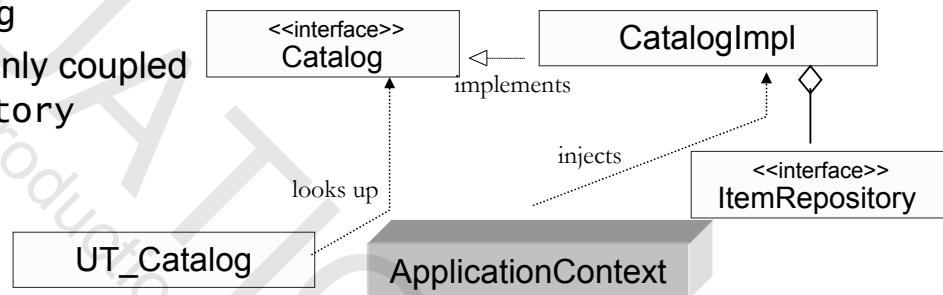 g
<<interface>>
Catalog
CatalogImpl
nly coupled
tory
implements
injects
<<interface>>
ItemRepository
looks up
UT_Catalog
ApplicationContext